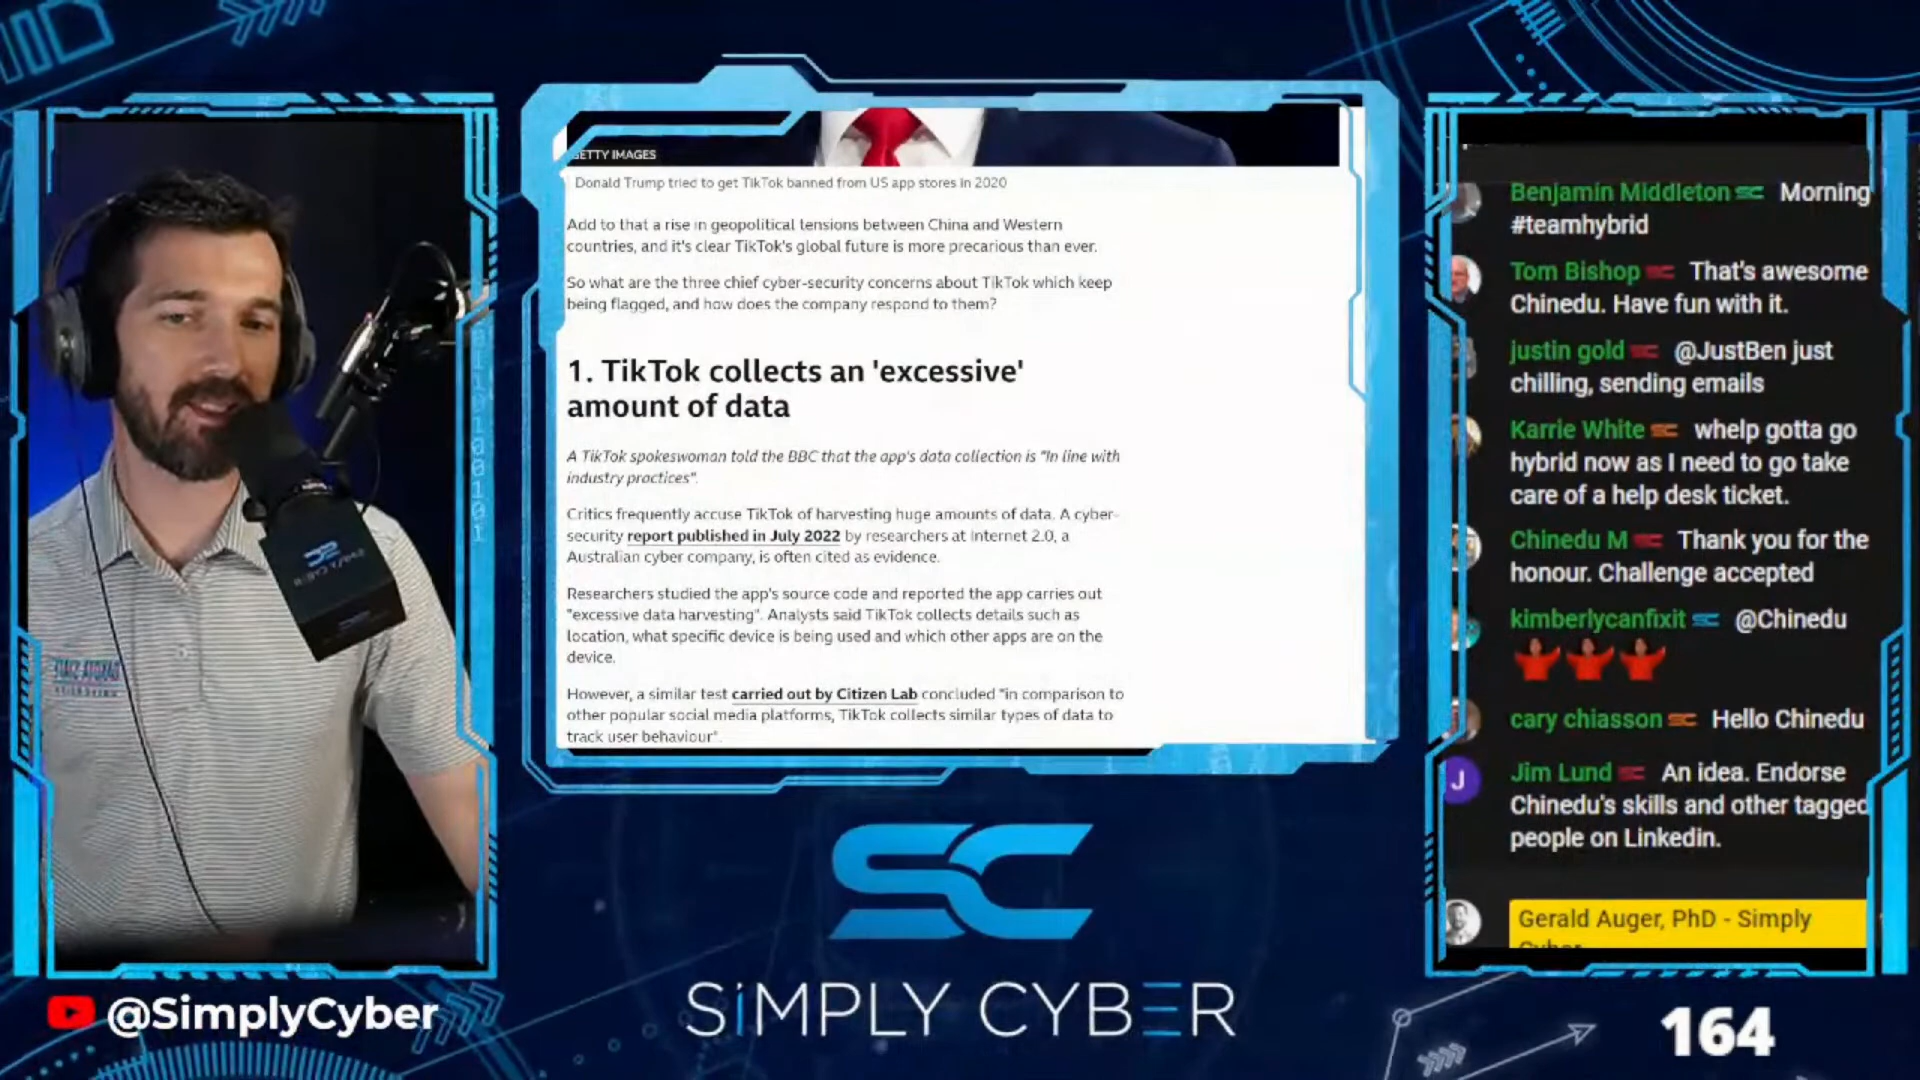 GETTY IMAGES
Donald Trump tried to get TikTok banned from US app stores in 2020
Add to that a rise in geopolitical tensions between China and Western
countries, and it's clear TikTok's global future is more precarious than ever.
So what are the three chief cyber-security concerns about TikTok which keep
being flagged, and how does the company respond to them?
1. TikTok collects an 'excessive'
amount of data
A TikTok spokeswoman told the BBC that the app's data collection is "in line with
industry practices".
Critics frequently accuse TikTok of harvesting huge amounts of data. A cyber-
security report published in July 2022 by researchers at Internet 2.0, a
Australian cyber company, is often cited as evidence.
Researchers studied the app's source code and reported the app carries out
"excessive data harvesting". Analysts said TikTok collects details such as
location, what specific device is being used and which other apps are on the
device.
However, a similar test carried out by Citizen Lab concluded "in comparison to
other popular social media platforms, TikTok collects similar types of data to
track user behaviour".
Benjamin Middleton SC Morning
#teamhybrid
Tom Bishop SC That's awesome
Chinedu. Have fun with it.
justin gold SC @JustBen just
chilling, sending emails
Karrie White SC whelp gotta go
hybrid now as I need to go take
care of a help desk ticket.
Chinedu M SC Thank you for the
honour. Challenge accepted
kimberlycanfixit SC @Chinedu
cary chiasson SC Hello Chinedu
J
Jim Lund SC An idea. Endorse
Chinedu's skills and other tagged
people on Linkedin.
Gerald Auger, PhD - Simply
Cyber
SC
SiMPLY CYBER
@SimplyCyber
164